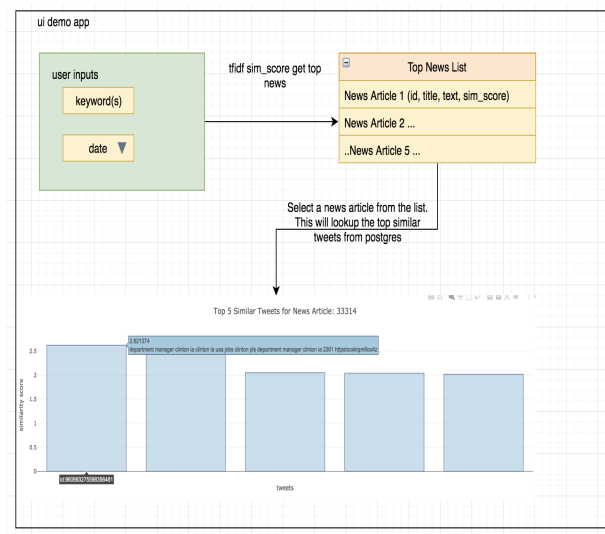 ui demo app
user inputs
keyword(s)
date
tfidf sim_score get top
news
Top News List
News Article 1 (id, title, text, sim_score)
News Article 2 ...
..News Article 5 ...
Select a news article from the list.
This will lookup the top similar
tweets from postgres
Top 5 Similar Tweets for News Article: 33314
2.621374
department manager clinton ia clinton ia usa jobs clinton pls department manager clinton ia 2301
similarity score
2.5
2
1.5
1
0.5
0
tweets